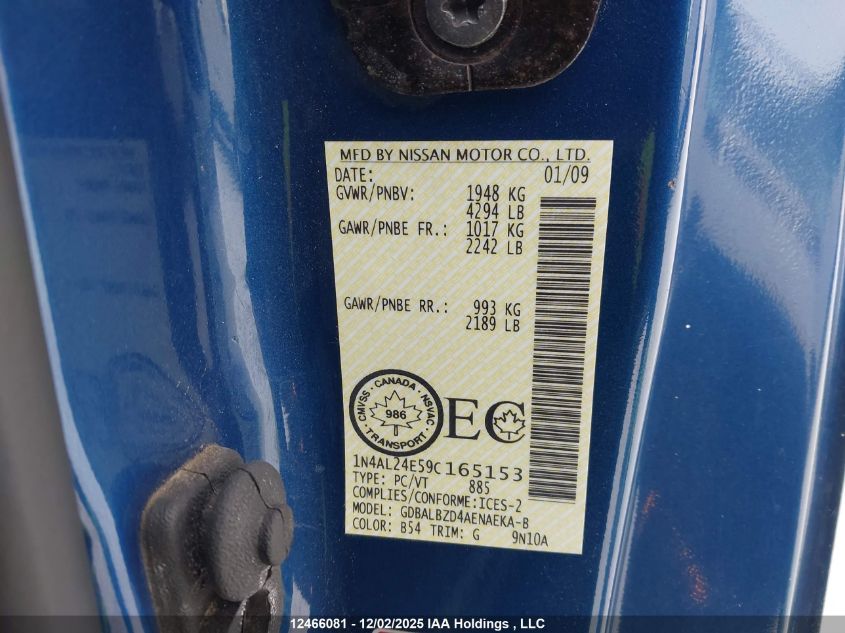 MFD BY NISSAN MOTOR CO., LTD.
DATE: 01/09
GVWR/PNBV: 1948 KG
4294 LB
GAWR/PNBE FR.: 1017 KG
2242 LB
GAWR/PNBE RR.: 993 KG
2189 LB
CMVSS · CANADA · NSVAC · TRANSPORT ·
986
EC
1N4AL24E59C165153
TYPE: PC/VT 885
COMPLIES/CONFORME:ICES-2
MODEL: GDBALBZD4AENAEKA-B
COLOR: B54 TRIM: G 9N10A
12466081 - 12/02/2025 IAA Holdings , LLC